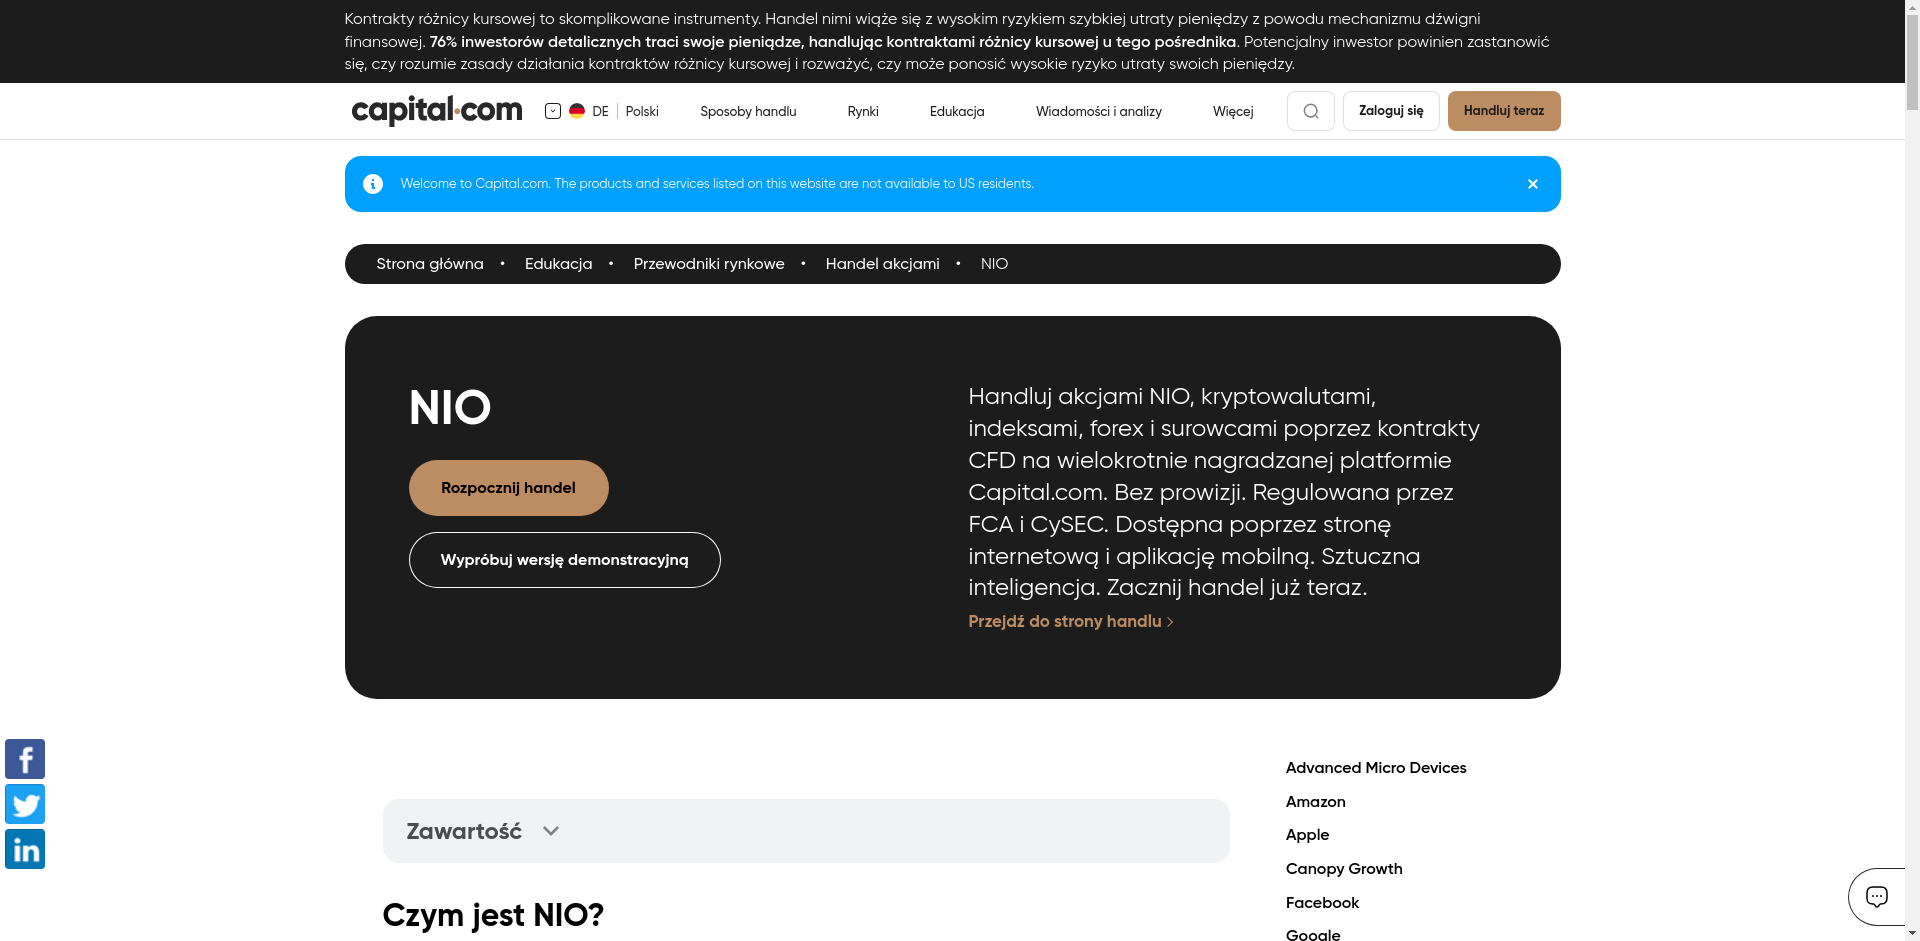 Kontrakty różnicy kursowej to skomplikowane instrumenty. Handel nimi wiąże się z wysokim ryzykiem szybkiej utraty pieniędzy z powodu mechanizmu dźwigni
finansowej. 76% inwestorów detalicznych traci swoje pieniądze, handlując kontraktami różnicy kursowej u tego pośrednika. Potencjalny inwestor powinien zastanowić
się, czy rozumie zasady działania kontraktów różnicy kursowej i rozważyć, czy może ponosić wysokie ryzyko utraty swoich pieniędzy.
capital.com DE Polski Sposoby handlu Rynki Edukacja Wiadomości i analizy Więcej Zaloguj się Handluj teraz
Welcome to Capital.com. The products and services listed on this website are not available to US residents.
Strona główna • Edukacja • Przewodniki rynkowe • Handel akcjami • NIO
NIO
Rozpocznij handel
Wypróbuj wersję demonstracyjną
Handluj akcjami NIO, kryptowalutami,
indeksami, forex i surowcami poprzez kontrakty
CFD na wielokrotnie nagradzanej platformie
Capital.com. Bez prowizji. Regulowana przez
FCA i CySEC. Dostępna poprzez stronę
internetową i aplikację mobilną. Sztuczna
inteligencja. Zacznij handel już teraz.
Przejdź do strony handlu
Zawartość
Czym jest NIO?
Advanced Micro Devices
Amazon
Apple
Canopy Growth
Facebook
Google